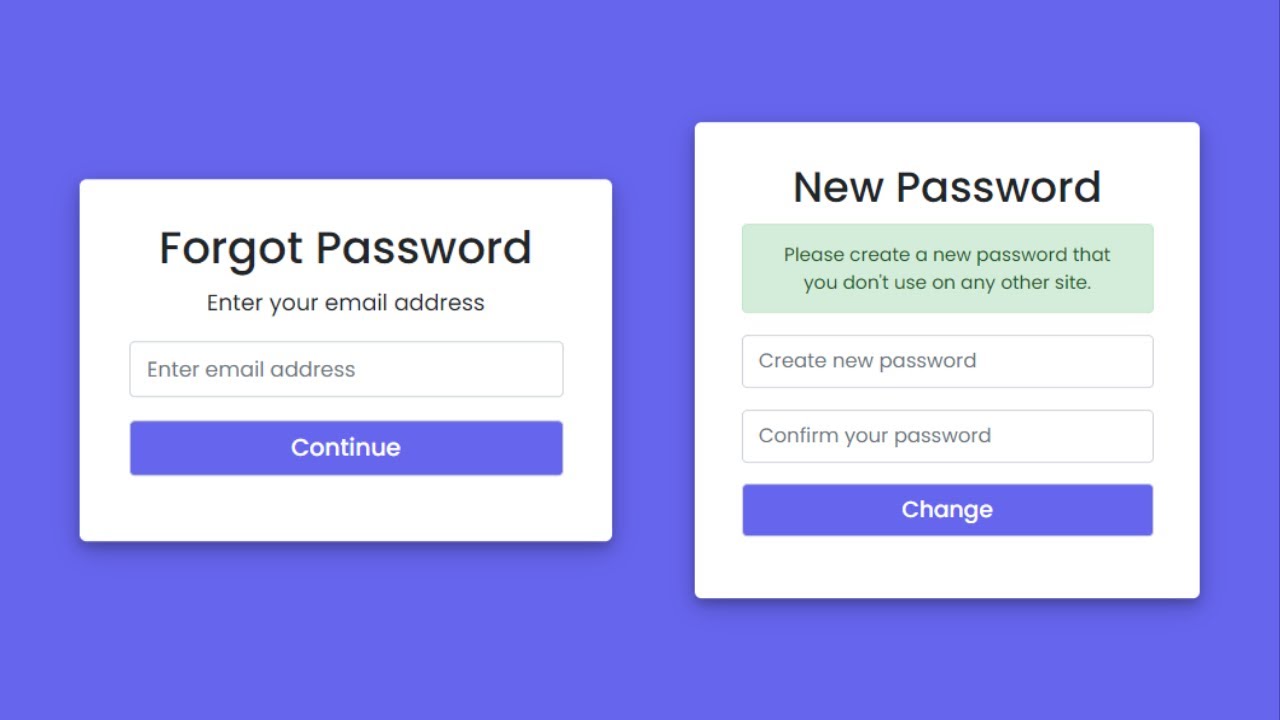 Forgot Password
Enter your email address
Enter email address
Continue
New Password
Please create a new password that
you don't use on any other site.
Create new password
Confirm your password
Change